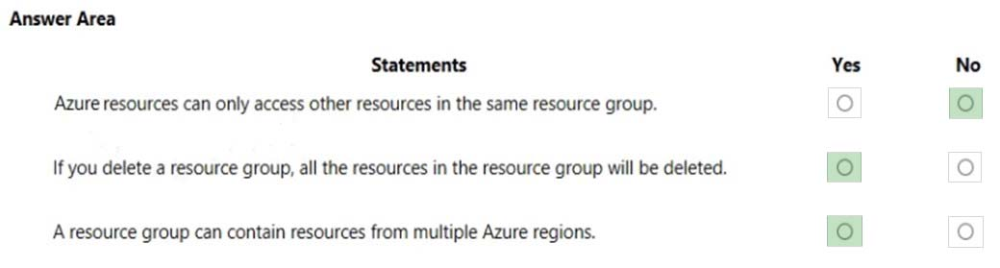 Answer Area
Statements Yes No
Azure resources can only access other resources in the same resource group.
If you delete a resource group, all the resources in the resource group will be deleted.
A resource group can contain resources from multiple Azure regions.